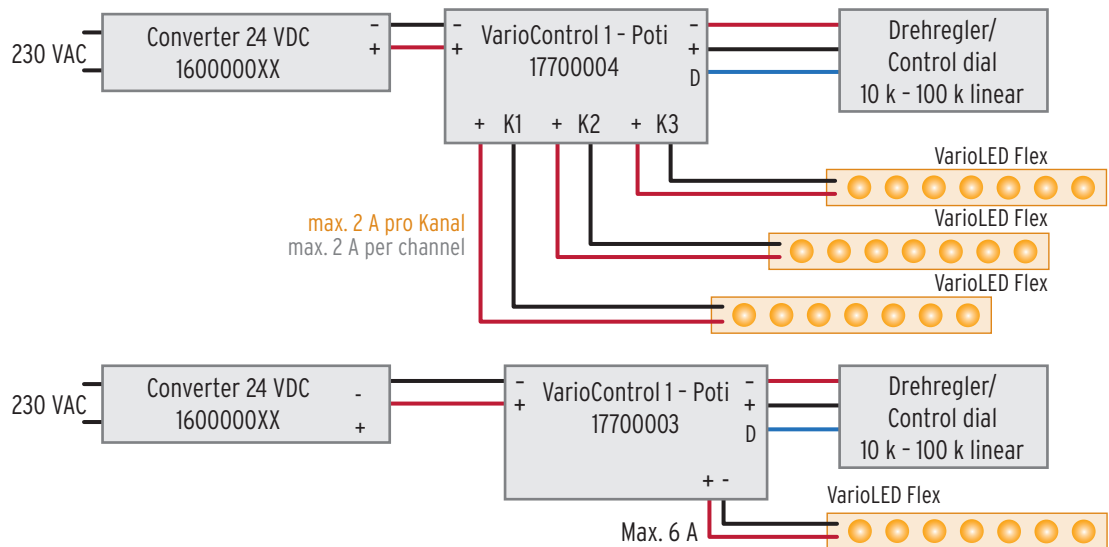 230 VAC
Converter 24 VDC
1600000XX
-
+
-
+
VarioControl 1 - Poti
17700004
-
+
D
+ K1 + K2 + K3
Drehregler/
Control dial
10 k - 100 k linear
max. 2 A pro Kanal
max. 2 A per channel
VarioLED Flex
VarioLED Flex
VarioLED Flex
230 VAC
Converter 24 VDC
1600000XX
-
+
-
+
VarioControl 1 - Poti
17700003
-
+
D
+ -
Drehregler/
Control dial
10 k - 100 k linear
Max. 6 A
VarioLED Flex